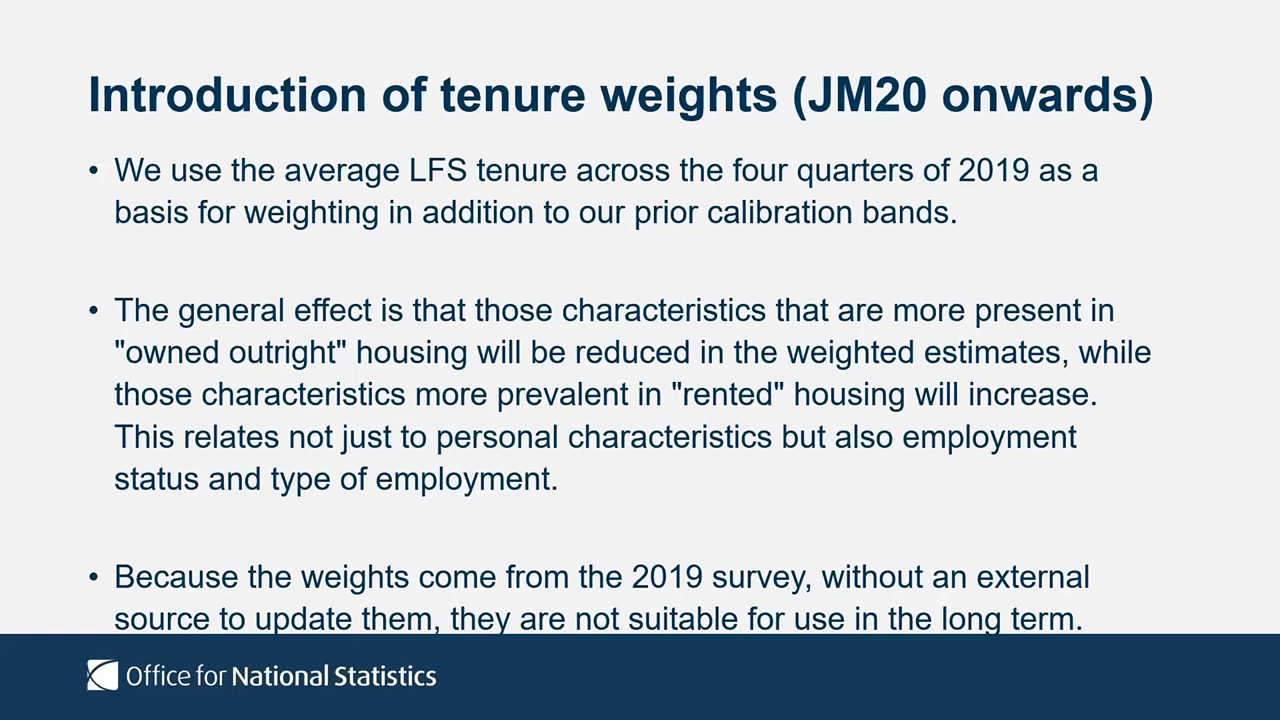 Introduction of tenure weights (JM20 onwards)
• We use the average LFS tenure across the four quarters of 2019 as a
basis for weighting in addition to our prior calibration bands.
• The general effect is that those characteristics that are more present in
"owned outright" housing will be reduced in the weighted estimates, while
those characteristics more prevalent in "rented" housing will increase.
This relates not just to personal characteristics but also employment
status and type of employment.
• Because the weights come from the 2019 survey, without an external
source to update them, they are not suitable for use in the long term.
Office for National Statistics